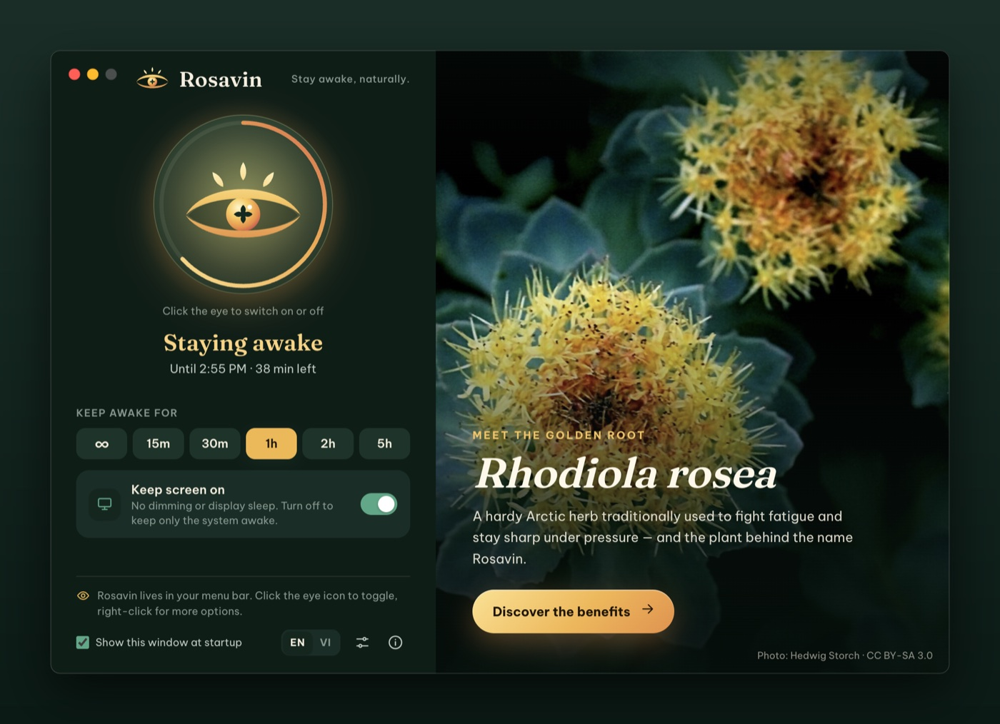 Rosavin
Stay awake, naturally.
Click the eye to switch on or off
Staying awake
Until 2:55 PM · 38 min left
KEEP AWAKE FOR
∞ 15m 30m 1h 2h 5h
Keep screen on
No dimming or display sleep. Turn off to
keep only the system awake.
Rosavin lives in your menu bar. Click the eye icon to toggle,
right-click for more options.
Show this window at startup
EN VI
MEET THE GOLDEN ROOT
Rhodiola rosea
A hardy Arctic herb traditionally used to fight fatigue and
stay sharp under pressure — and the plant behind the name
Rosavin.
Discover the benefits →
Photo: Hedwig Storch · CC BY-SA 3.0